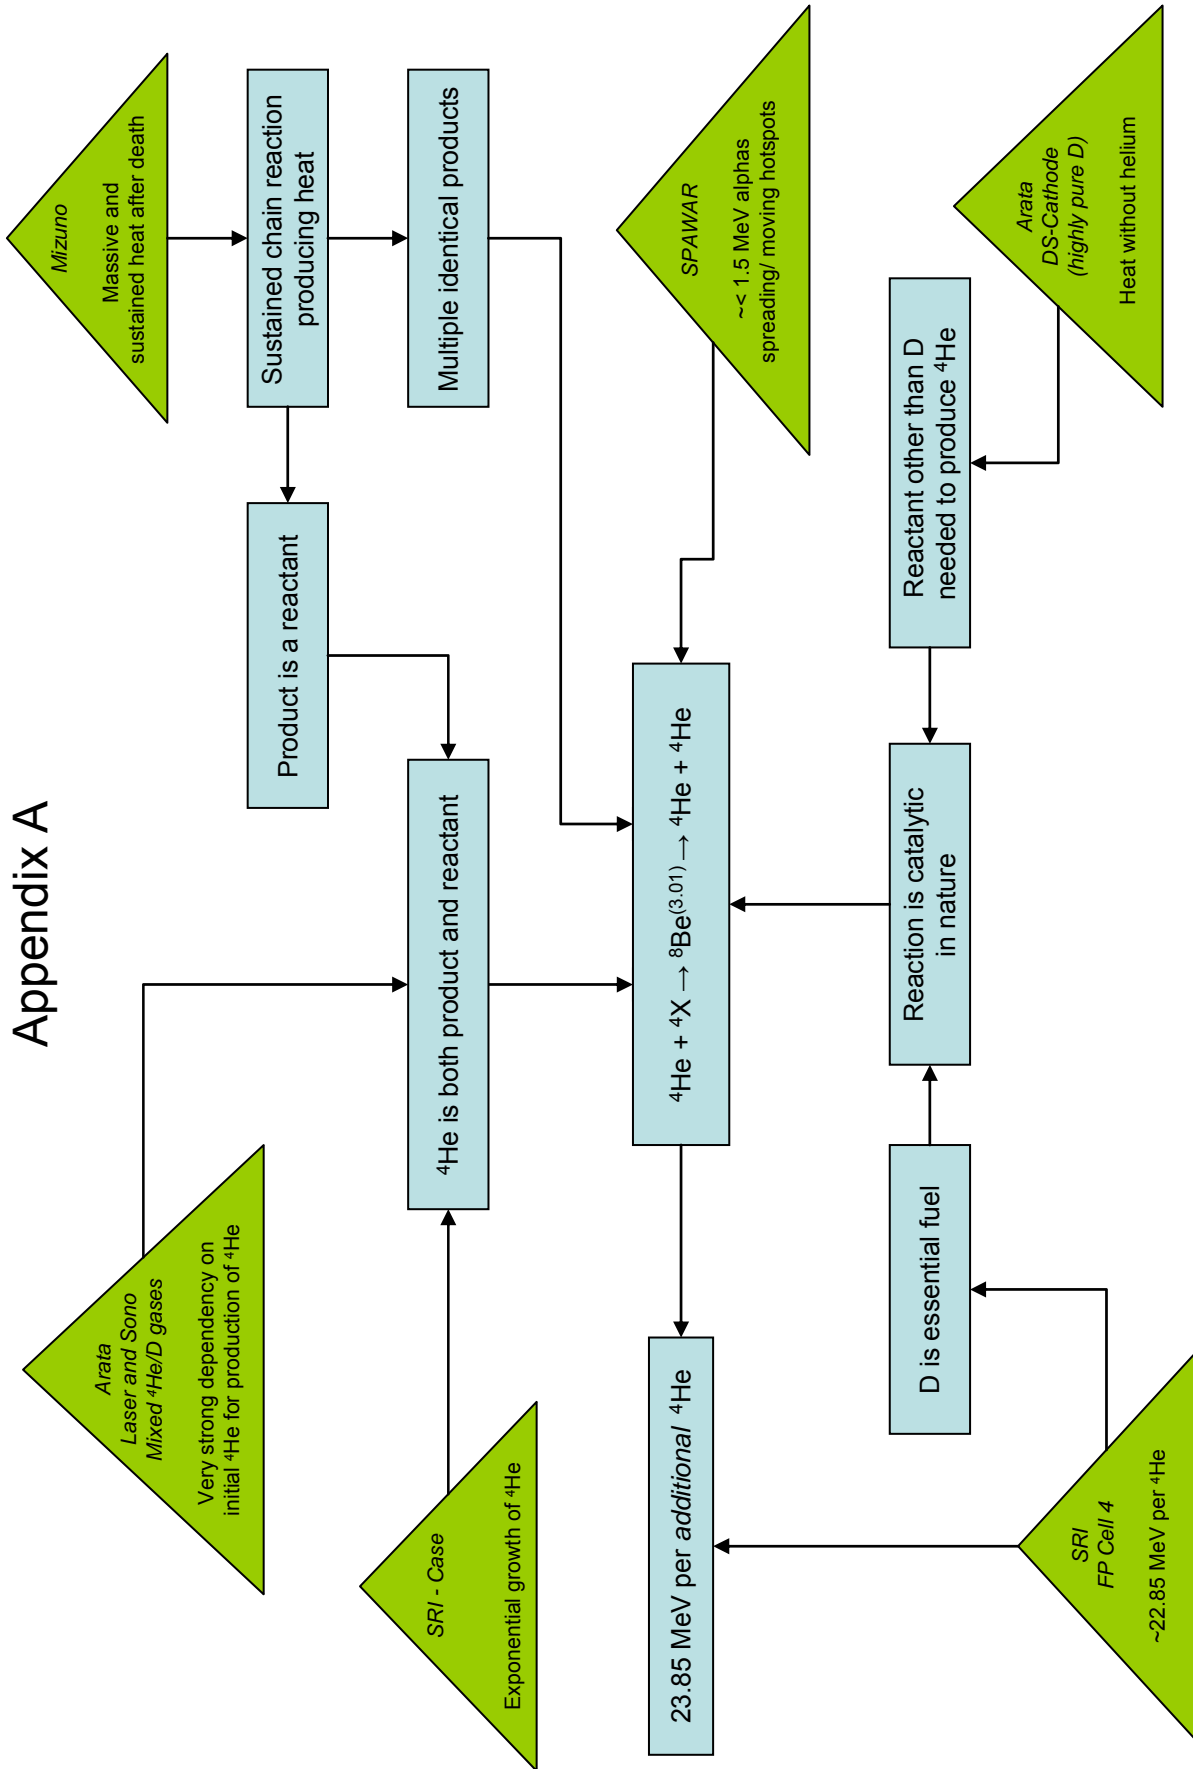 Appendix A
Arata
Laser and Sono
Mixed ⁴He/D gases
Very strong dependency on
initial ⁴He for production of ⁴He
Mizuno
Massive and
sustained heat after death
Product is a reactant
Sustained chain reaction
producing heat
SRI - Case
Exponential growth of ⁴He
⁴He is both product and reactant
Multiple identical products
23.85 MeV per additional ⁴He
⁴He + ⁴X → ⁸Be⁽³·⁰¹⁾ → ⁴He + ⁴He
SPAWAR
~< 1.5 MeV alphas
spreading/ moving hotspots
D is essential fuel
Reaction is catalytic
in nature
Reactant other than D
needed to produce ⁴He
SRI
FP Cell 4
~22.85 MeV per ⁴He
Arata
DS-Cathode
(highly pure D)
Heat without helium